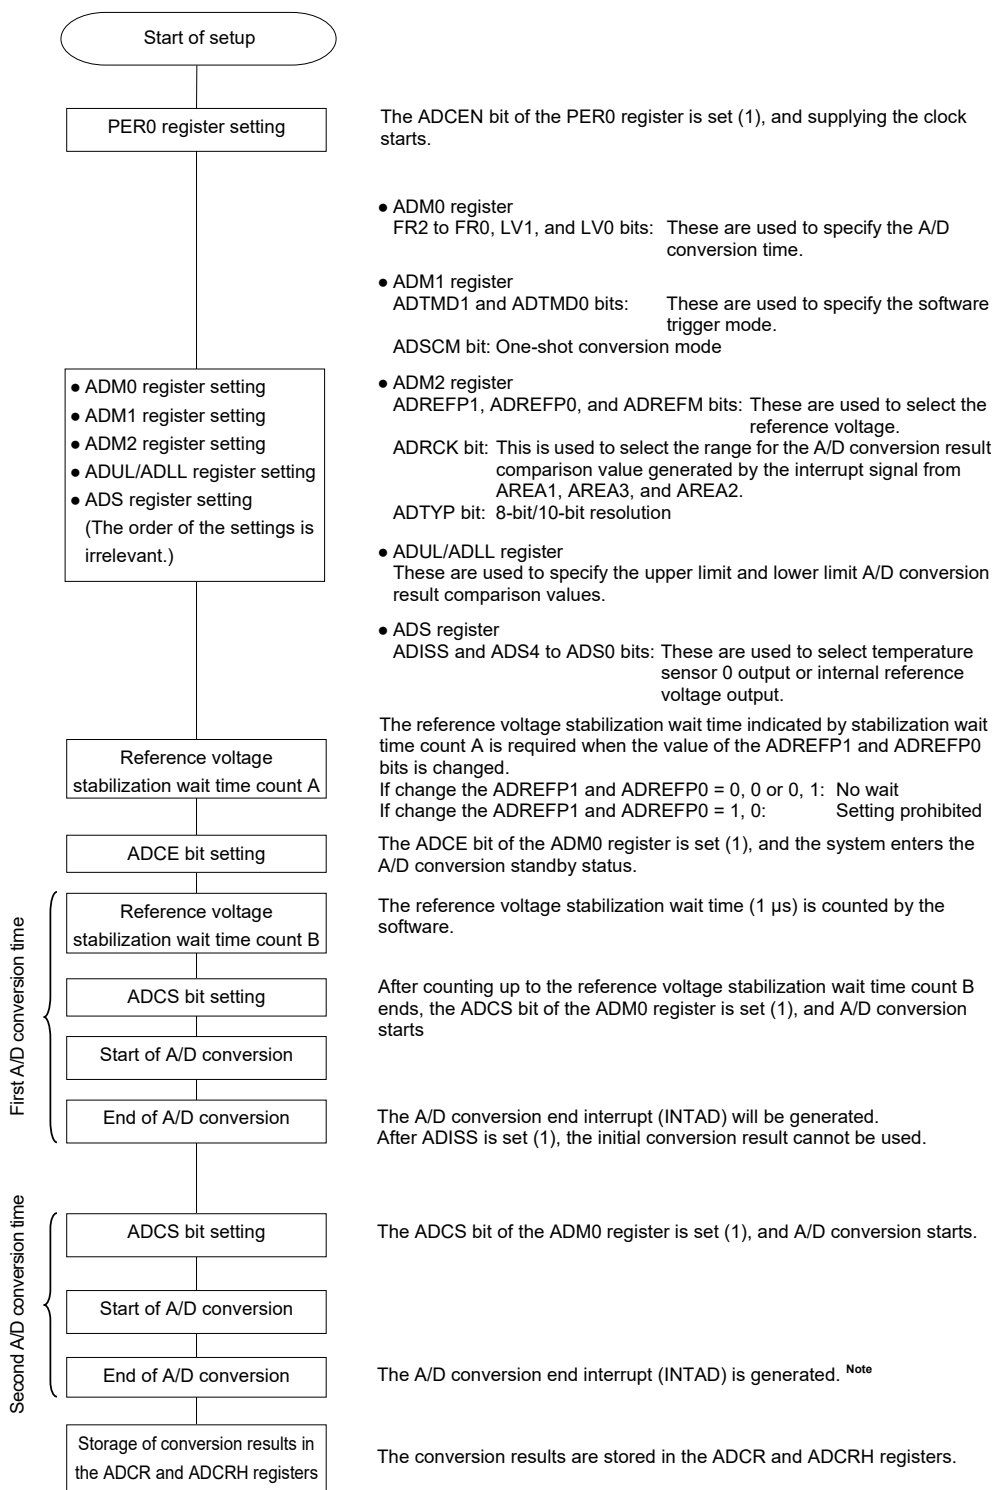 Start of setup
PER0 register setting
The ADCEN bit of the PER0 register is set (1), and supplying the clock
starts.
● ADM0 register
FR2 to FR0, LV1, and LV0 bits: These are used to specify the A/D
conversion time.
● ADM1 register
ADTMD1 and ADTMD0 bits: These are used to specify the software
trigger mode.
ADSCM bit: One-shot conversion mode
● ADM0 register setting
● ADM1 register setting
● ADM2 register setting
● ADUL/ADLL register setting
● ADS register setting
(The order of the settings is
irrelevant.)
● ADM2 register
ADREFP1, ADREFP0, and ADREFM bits: These are used to select the
reference voltage.
ADRCK bit: This is used to select the range for the A/D conversion result
comparison value generated by the interrupt signal from
AREA1, AREA3, and AREA2.
ADTYP bit: 8-bit/10-bit resolution
● ADUL/ADLL register
These are used to specify the upper limit and lower limit A/D conversion
result comparison values.
● ADS register
ADISS and ADS4 to ADS0 bits: These are used to select temperature
sensor 0 output or internal reference
voltage output.
Reference voltage
stabilization wait time count A
The reference voltage stabilization wait time indicated by stabilization wait
time count A is required when the value of the ADREFP1 and ADREFP0
bits is changed.
If change the ADREFP1 and ADREFP0 = 0, 0 or 0, 1: No wait
If change the ADREFP1 and ADREFP0 = 1, 0: Setting prohibited
ADCE bit setting
The ADCE bit of the ADM0 register is set (1), and the system enters the
A/D conversion standby status.
First A/D conversion time
Reference voltage
stabilization wait time count B
The reference voltage stabilization wait time (1 µs) is counted by the
software.
ADCS bit setting
After counting up to the reference voltage stabilization wait time count B
ends, the ADCS bit of the ADM0 register is set (1), and A/D conversion
starts
Start of A/D conversion
End of A/D conversion
The A/D conversion end interrupt (INTAD) will be generated.
After ADISS is set (1), the initial conversion result cannot be used.
Second A/D conversion time
ADCS bit setting
The ADCS bit of the ADM0 register is set (1), and A/D conversion starts.
Start of A/D conversion
End of A/D conversion
The A/D conversion end interrupt (INTAD) is generated. Note
Storage of conversion results in
the ADCR and ADCRH registers
The conversion results are stored in the ADCR and ADCRH registers.